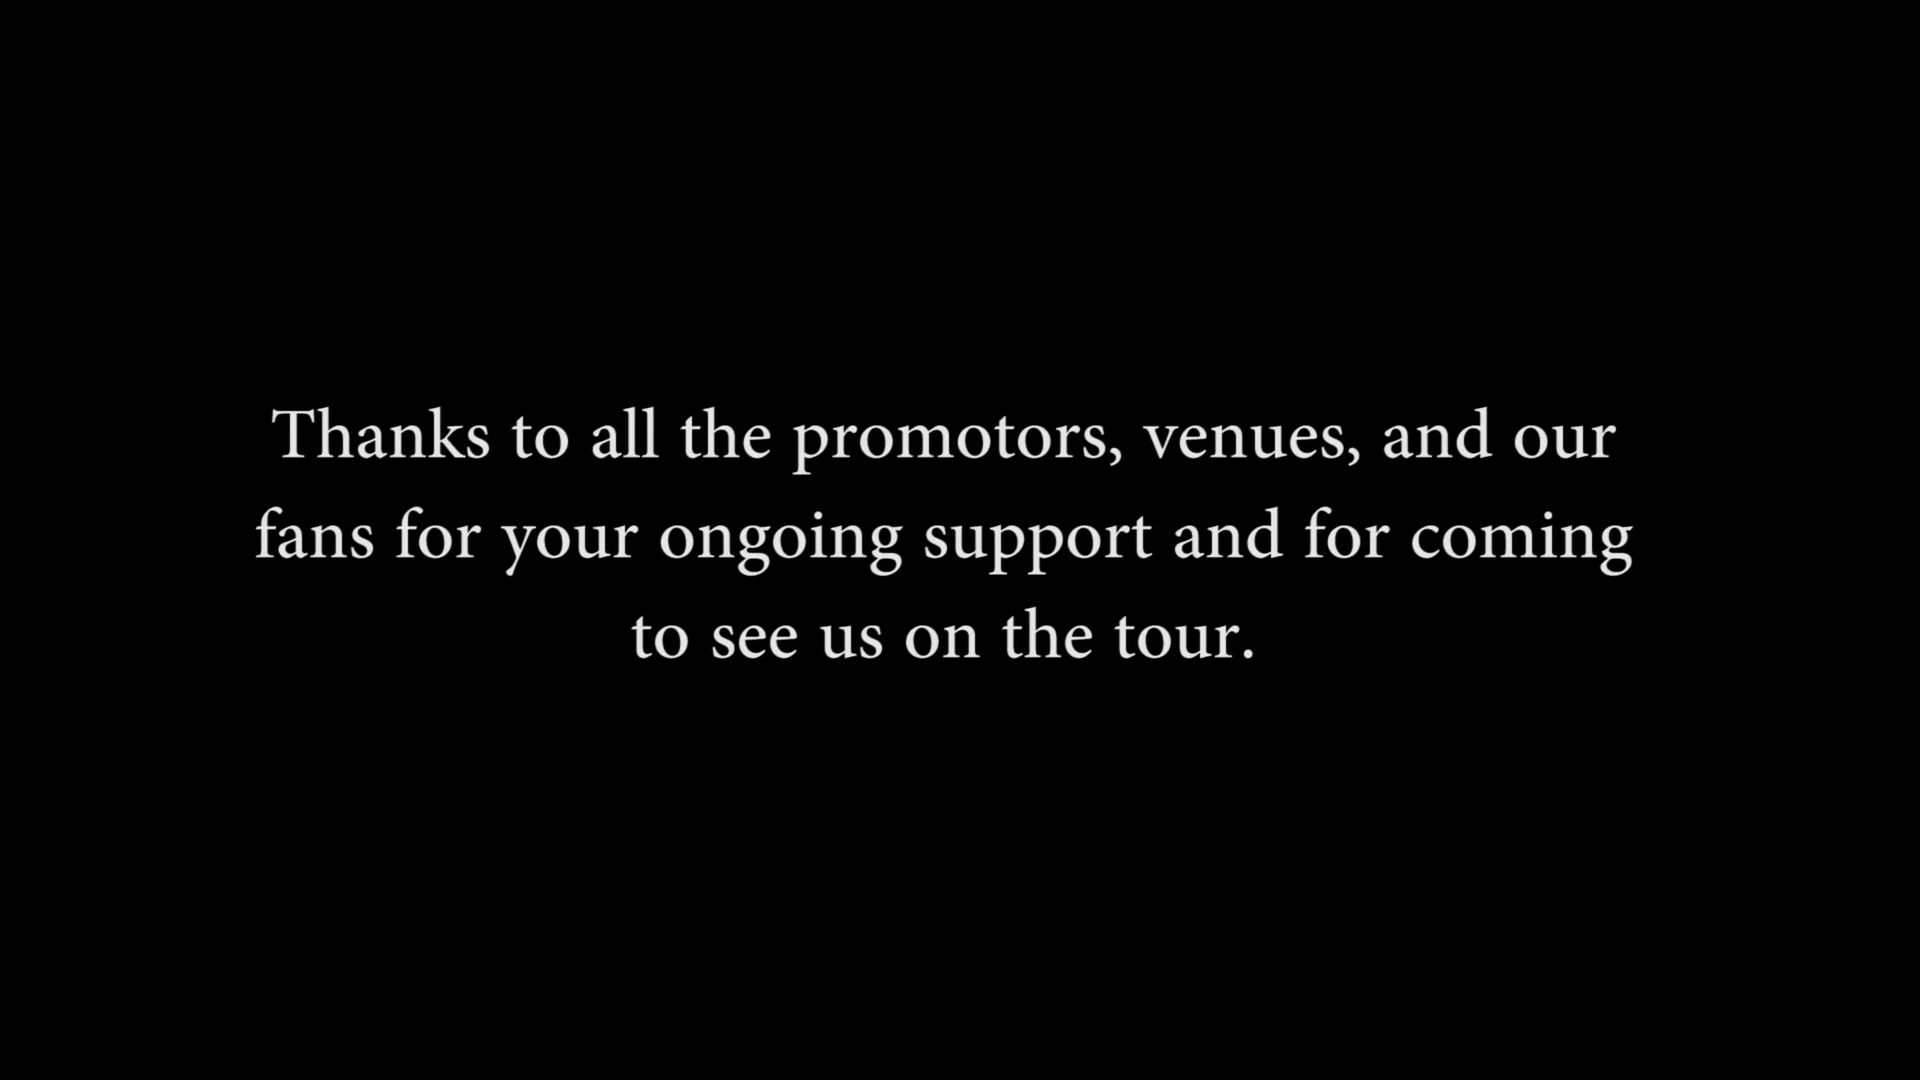 Thanks to all the promotors, venues, and our
fans for your ongoing support and for coming
to see us on the tour.